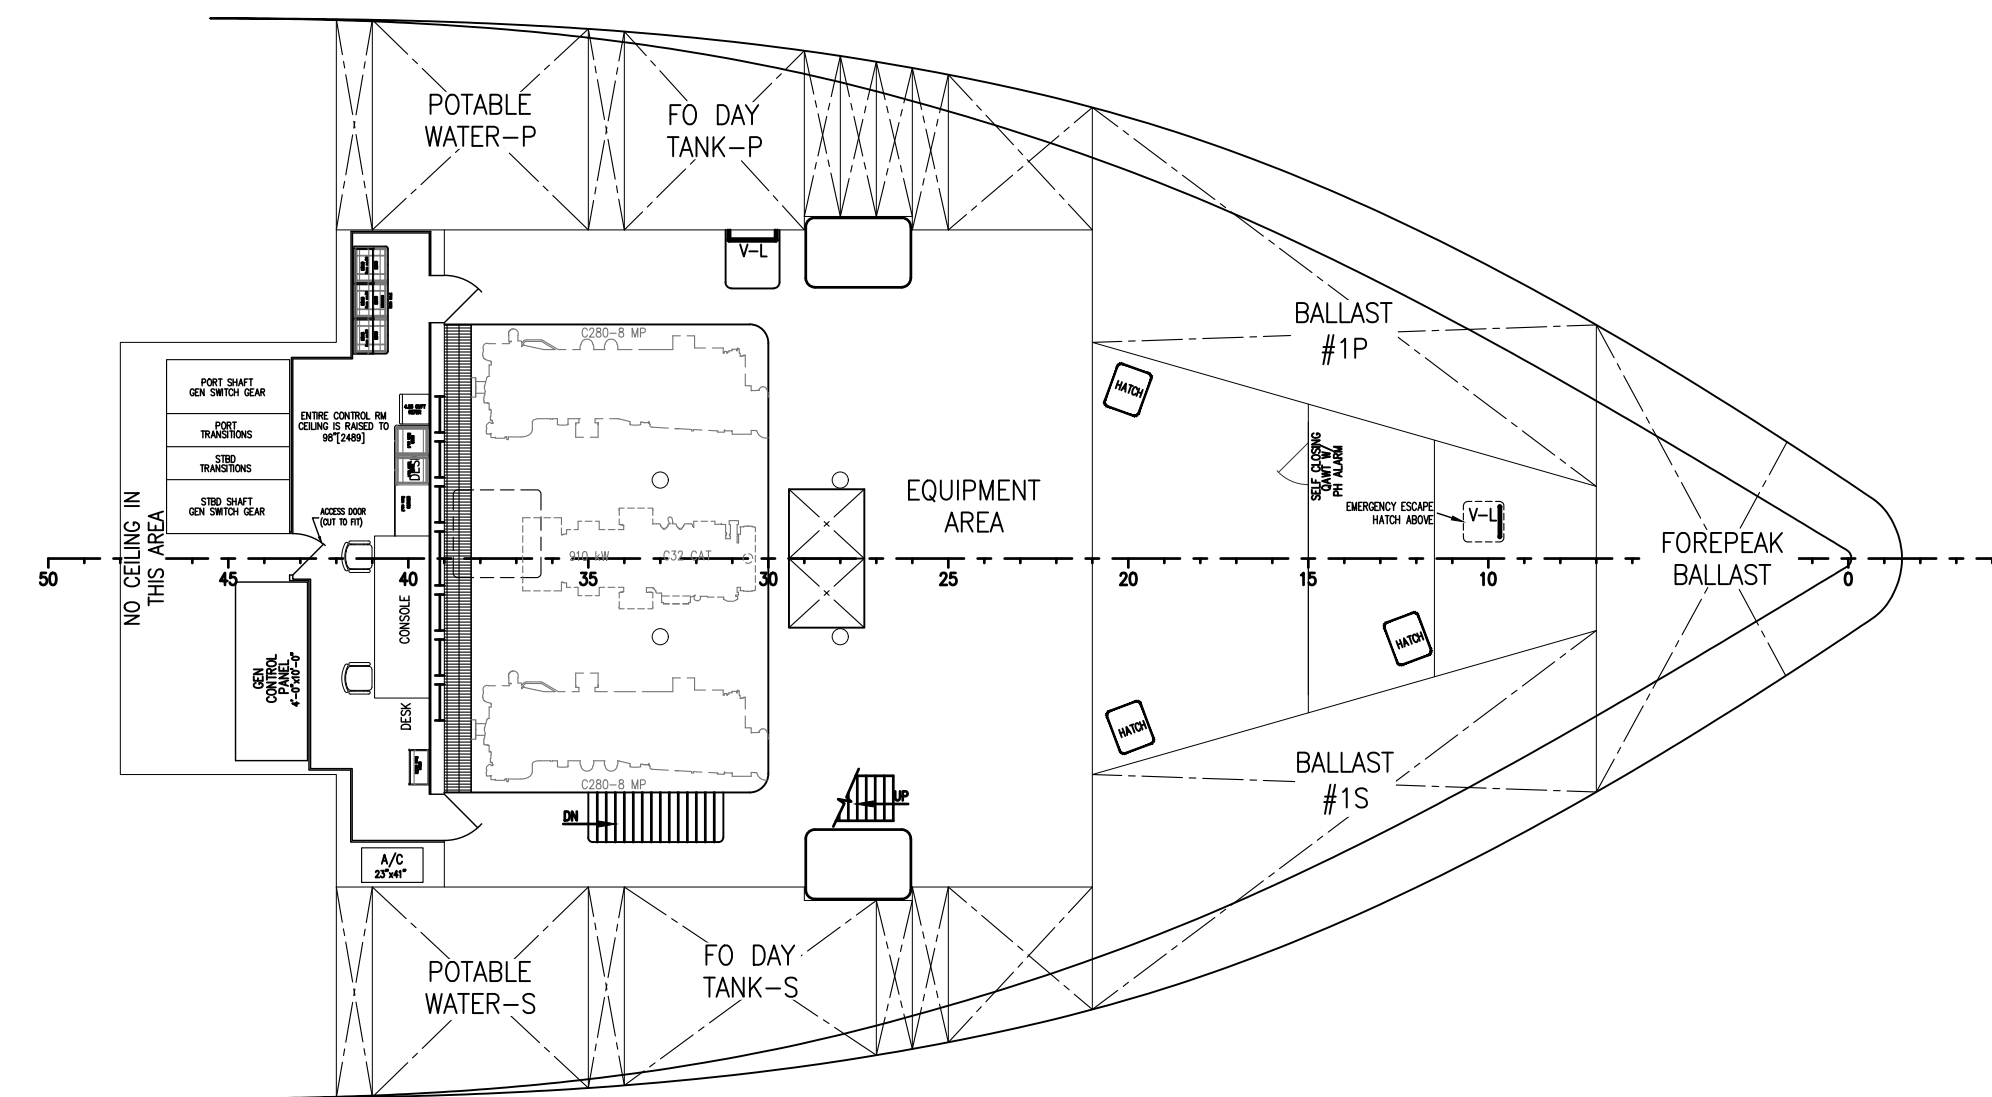 POTABLE
WATER-P
FO DAY
TANK-P
V-L
C280-8 MP
BALLAST
#1P
PORT SHAFT
GEN SWITCH GEAR
PORT
TRANSITIONS
STBD
TRANSITIONS
STBD SHAFT
GEN SWITCH GEAR
ENTIRE CONTROL RM
CEILING IS RAISED TO
98"[2489]
HATCH
SELF CLOSING
QAWT W/
PH ALARM
EQUIPMENT
AREA
EMERGENCY ESCAPE
HATCH ABOVE
V-L
ACCESS DOOR
(CUT TO FIT)
NO CEILING IN
THIS AREA
910 kW
C32 CAT
FOREPEAK
BALLAST
50
45
40
35
30
25
20
15
10
0
CONSOLE
GEN
CONTROL
PANEL
4'-0"x10'-0"
HATCH
DESK
HATCH
BALLAST
#1S
C280-8 MP
DN
UP
A/C
23"x41"
POTABLE
WATER-S
FO DAY
TANK-S